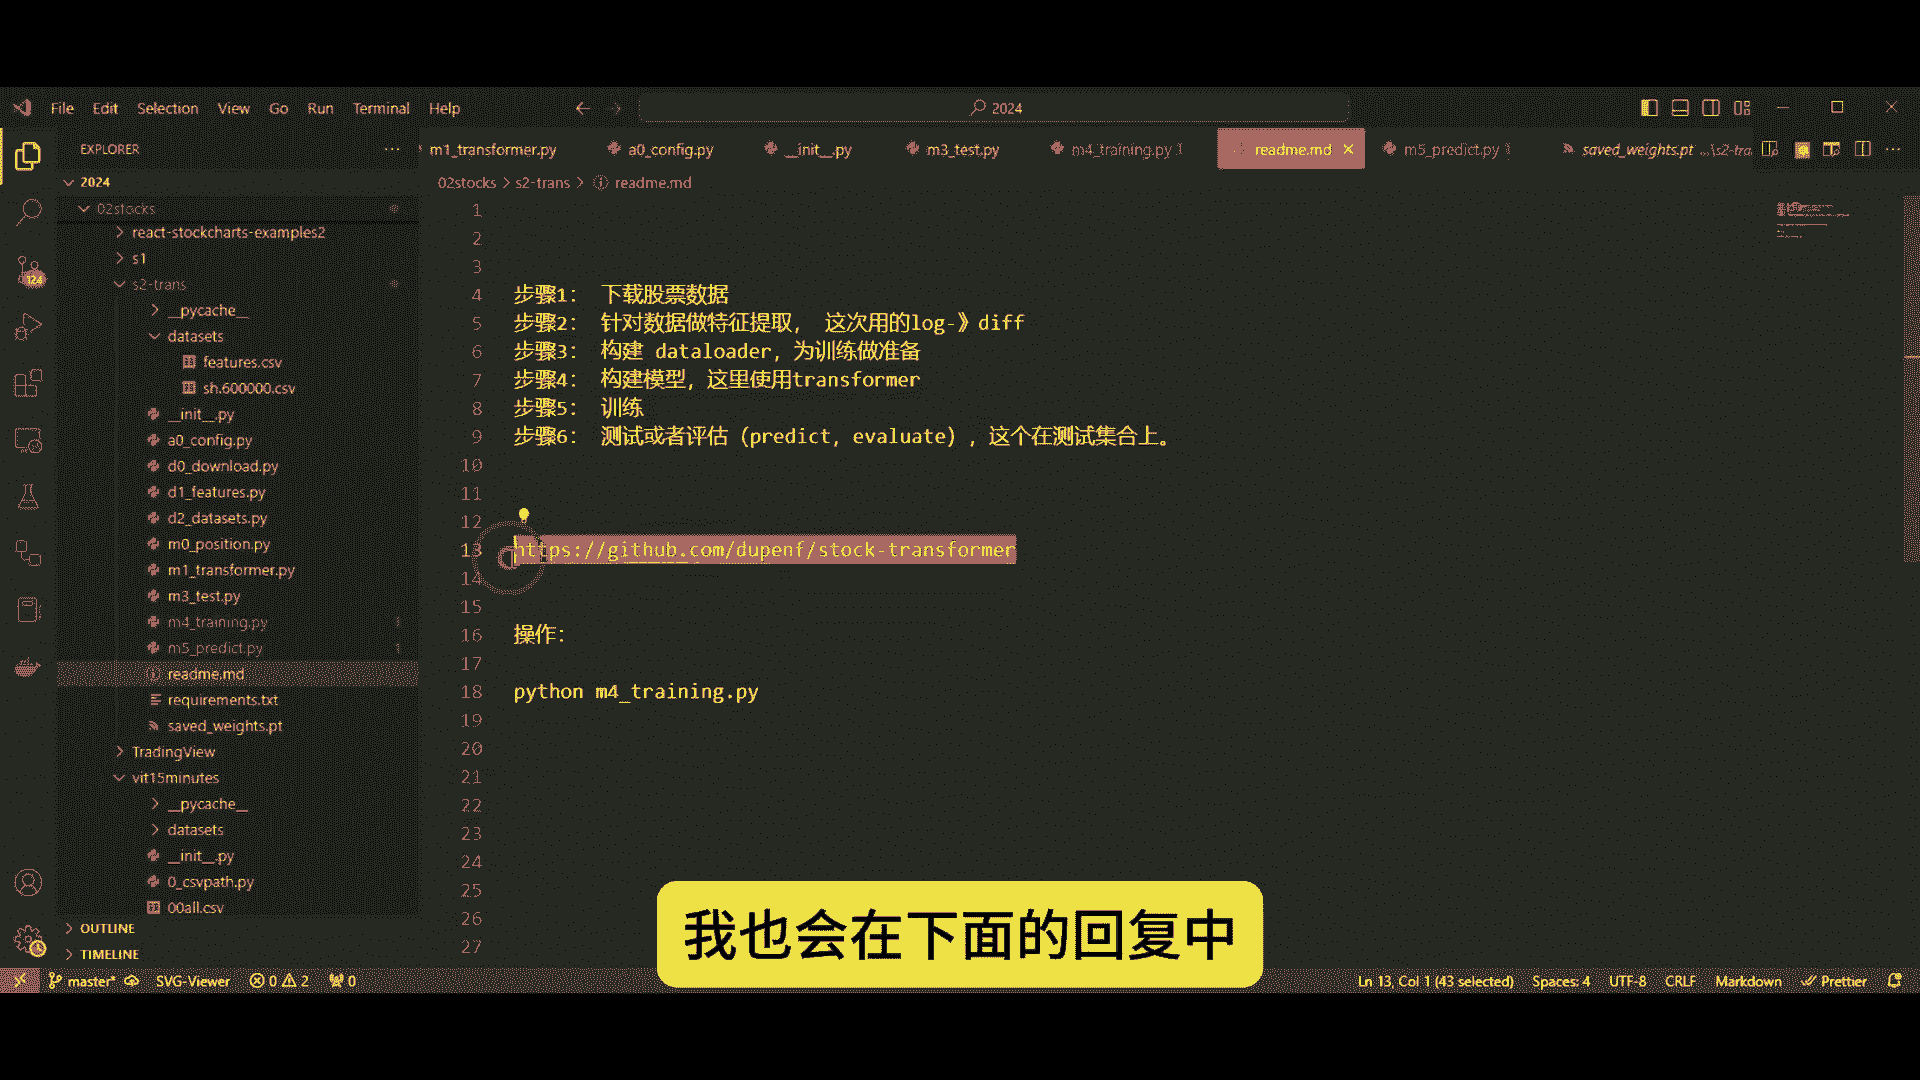 File Edit Selection View Go Run Terminal Help
2024
EXPLORER
m1_transformer.py
a0_config.py
__init__.py
m3_test.py
m4_training.py 1
readme.md
m5_predict.py 1
saved_weights.pt ...\s2-tra
02stocks > s2-trans > readme.md
2024
02stocks
react-stockcharts-examples2
s1
s2-trans
__pycache__
datasets
features.csv
sh.600000.csv
__init__.py
a0_config.py
d0_download.py
d1_features.py
d2_datasets.py
m0_position.py
m1_transformer.py
m3_test.py
m4_training.py 1
m5_predict.py 1
readme.md
requirements.txt
saved_weights.pt
TradingView
vit15minutes
__pycache__
datasets
__init__.py
0_csvpath.py
00all.csv
OUTLINE
TIMELINE
124
1
2
3
4 步骤1: 下载股票数据
5 步骤2: 针对数据做特征提取, 这次用的log-》diff
6 步骤3: 构建 dataloader,为训练做准备
7 步骤4: 构建模型,这里使用transformer
8 步骤5: 训练
9 步骤6: 测试或者评估(predict, evaluate),这个在测试集合上。
10
11
12
13 https://github.com/dupenf/stock-transformer
14
15
16 操作:
17
18 python m4_training.py
19
20
21
22
23
24
25
26
27
我也会在下面的回复中
master* SVG-Viewer 0 2 0
Ln 13, Col 1 (43 selected) Spaces: 4 UTF-8 CRLF Markdown Prettier